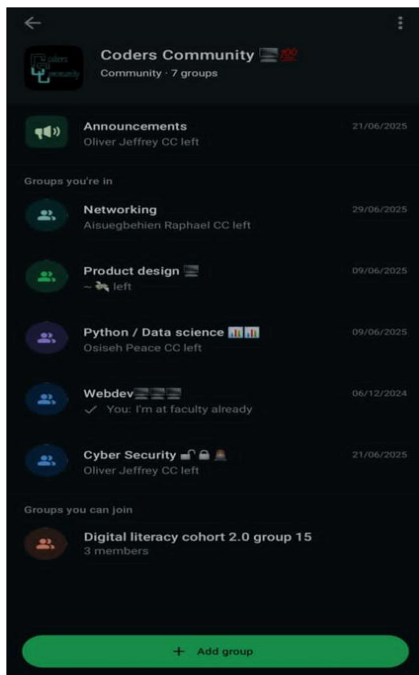 Coders Community 🖥️💯
Community · 7 groups
Announcements 21/06/2025
Oliver Jeffrey CC left
Groups you're in
Networking 29/06/2025
Aisuegbehien Raphael CC left
Product design 🖥️ 09/06/2025
~ left
Python / Data science 📊📊 09/06/2025
Osiseh Peace CC left
Webdev🖥️🖥️🖥️ 06/12/2024
✓ You: I'm at faculty already
Cyber Security 🔓🔒🚨 21/06/2025
Oliver Jeffrey CC left
Groups you can join
Digital literacy cohort 2.0 group 15
3 members
+ Add group